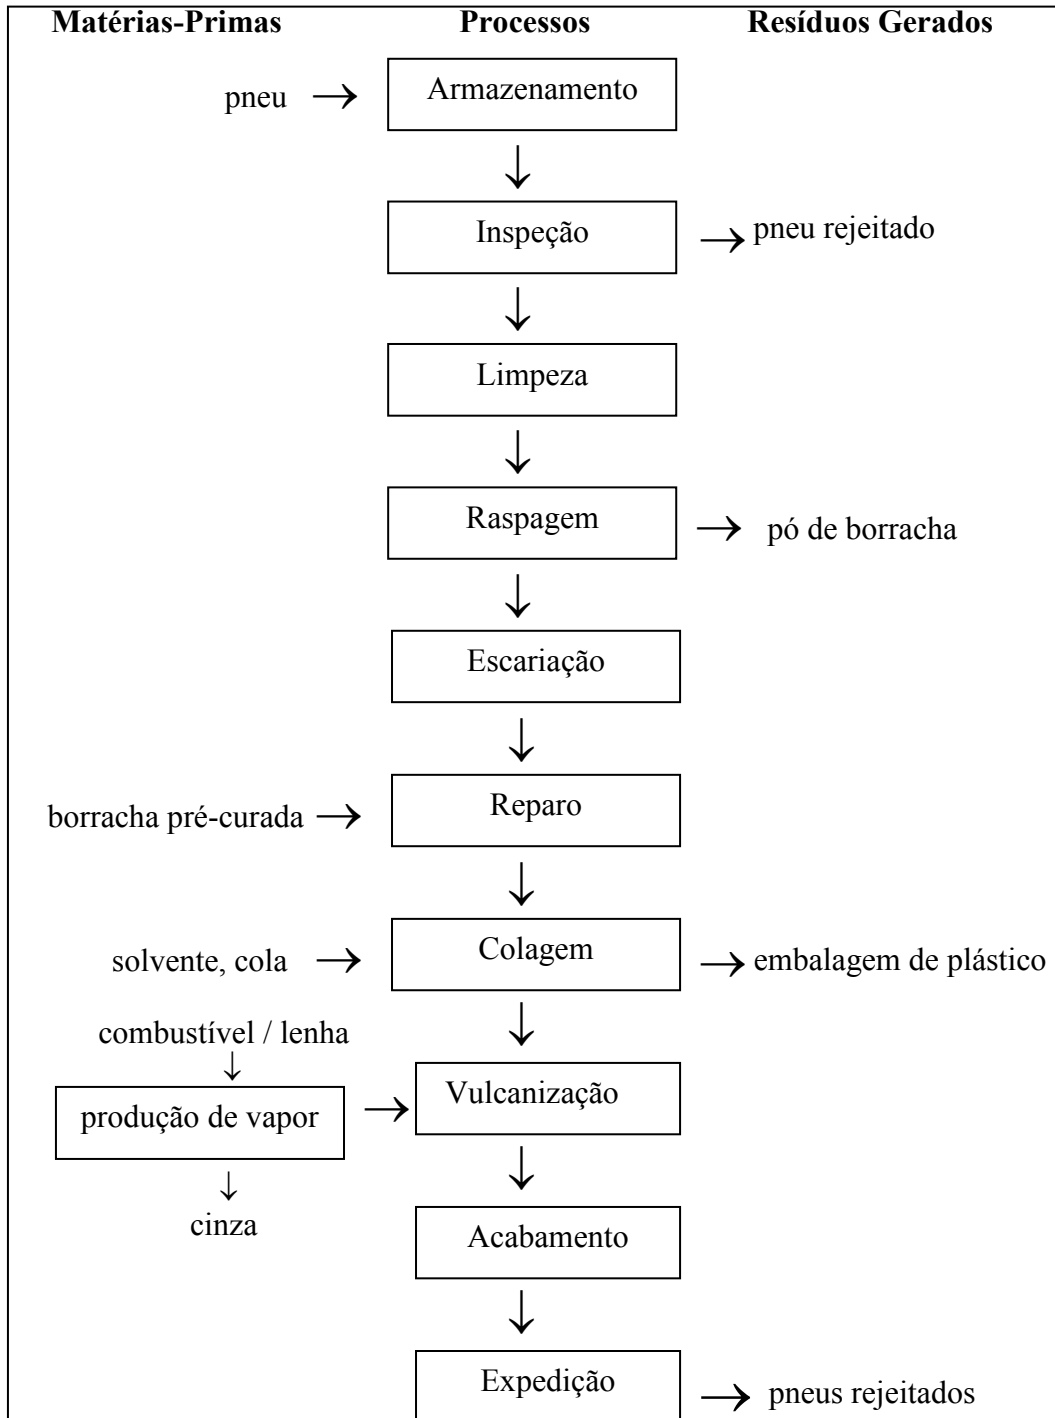 Matérias-Primas Processos Resíduos Gerados
pneu → Armazenamento
↓
Inspeção → pneu rejeitado
↓
Limpeza
↓
Raspagem → pó de borracha
↓
Escariação
↓
borracha pré-curada → Reparo
↓
solvente, cola → Colagem → embalagem de plástico
↓
combustível / lenha
↓
produção de vapor → Vulcanização
↓
cinza
↓
Acabamento
↓
Expedição → pneus rejeitados